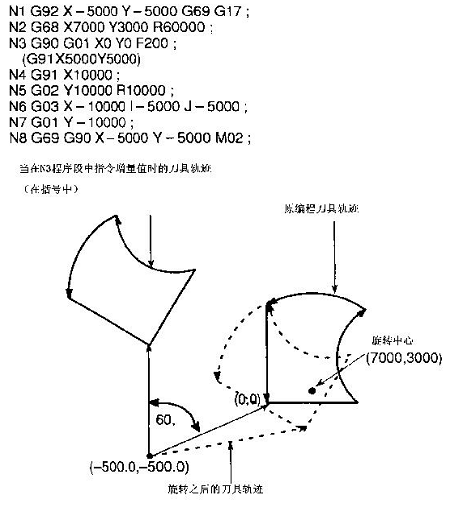 N1 G92 X－5000 Y－5000 G69 G17 ;
N2 G68 X7000 Y3000 R60000 ;
N3 G90 G01 X0 Y0 F200 ;
(G91X5000Y5000)
N4 G91 X10000 ;
N5 G02 Y10000 R10000 ;
N6 G03 X－10000 I－5000 J－5000 ;
N7 G01 Y－10000 ;
N8 G69 G90 X－5000 Y－5000 M02 ;
当在N3程序段中指令增量值时的刀具轨迹
（在括号中）
原编程刀具轨迹
旋转中心
(7000,3000)
(0,0)
60,
(−500.0,−500.0)
旋转之后的刀具轨迹